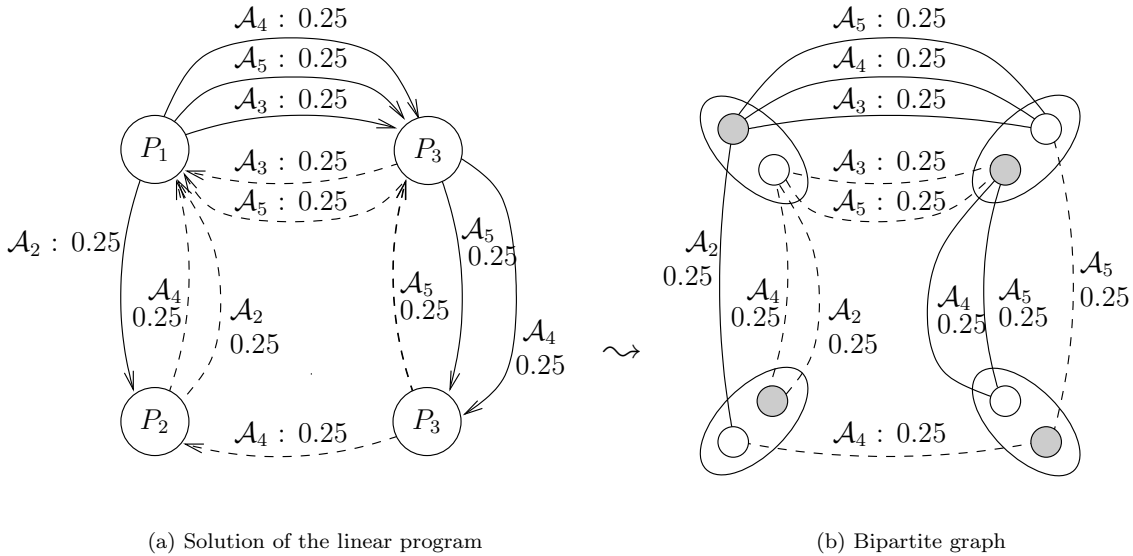 𝒜₄ : 0.25
𝒜₅ : 0.25
𝒜₃ : 0.25
P₁
P₃
𝒜₃ : 0.25
𝒜₅ : 0.25
𝒜₂ : 0.25
𝒜₅
0.25
𝒜₄
0.25
𝒜₂
0.25
𝒜₅
0.25
𝒜₄
0.25
P₂
P₃
𝒜₄ : 0.25
(a) Solution of the linear program
⇝
𝒜₅ : 0.25
𝒜₄ : 0.25
𝒜₃ : 0.25
𝒜₃ : 0.25
𝒜₅ : 0.25
𝒜₂
0.25
𝒜₄
0.25
𝒜₂
0.25
𝒜₄
0.25
𝒜₅
0.25
𝒜₅
0.25
𝒜₄ : 0.25
(b) Bipartite graph